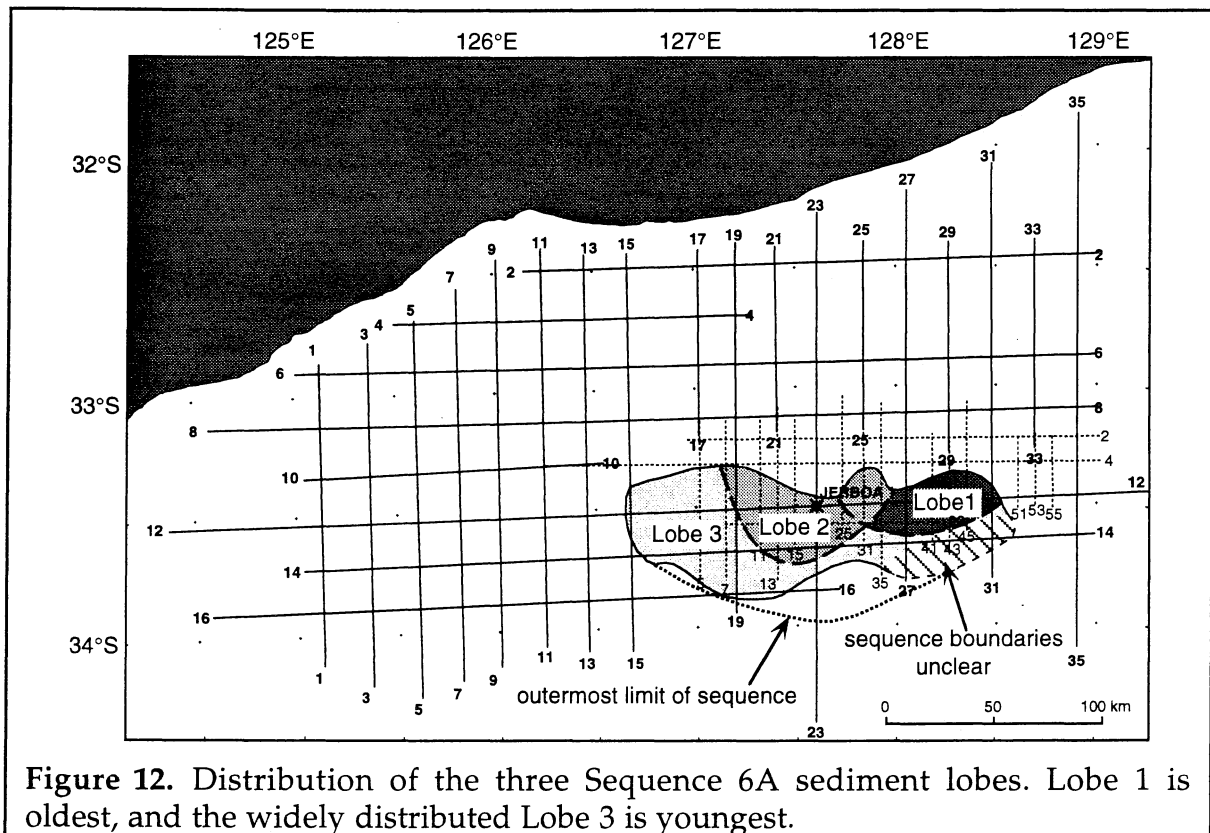 125°E 126°E 127°E 128°E 129°E
35
32°S
31
27
23
9 11 13 15 17 19 21 25 29 33
2 2
7
5
4 4
3
1
6 6
33°S
8 8
2
17 21 25
10 29 33 4
10
12
JERBOA
Lobe1
12
51 53 55
Lobe 3 Lobe 2
25
45
14
11 15 31 41 43
14
7 13 35
16 27 31
16
19
sequence boundaries
unclear
34°S
11 13 15 35
1 3 5 7 9
outermost limit of sequence
0 50 100 km
23
Figure 12. Distribution of the three Sequence 6A sediment lobes. Lobe 1 is
oldest, and the widely distributed Lobe 3 is youngest.